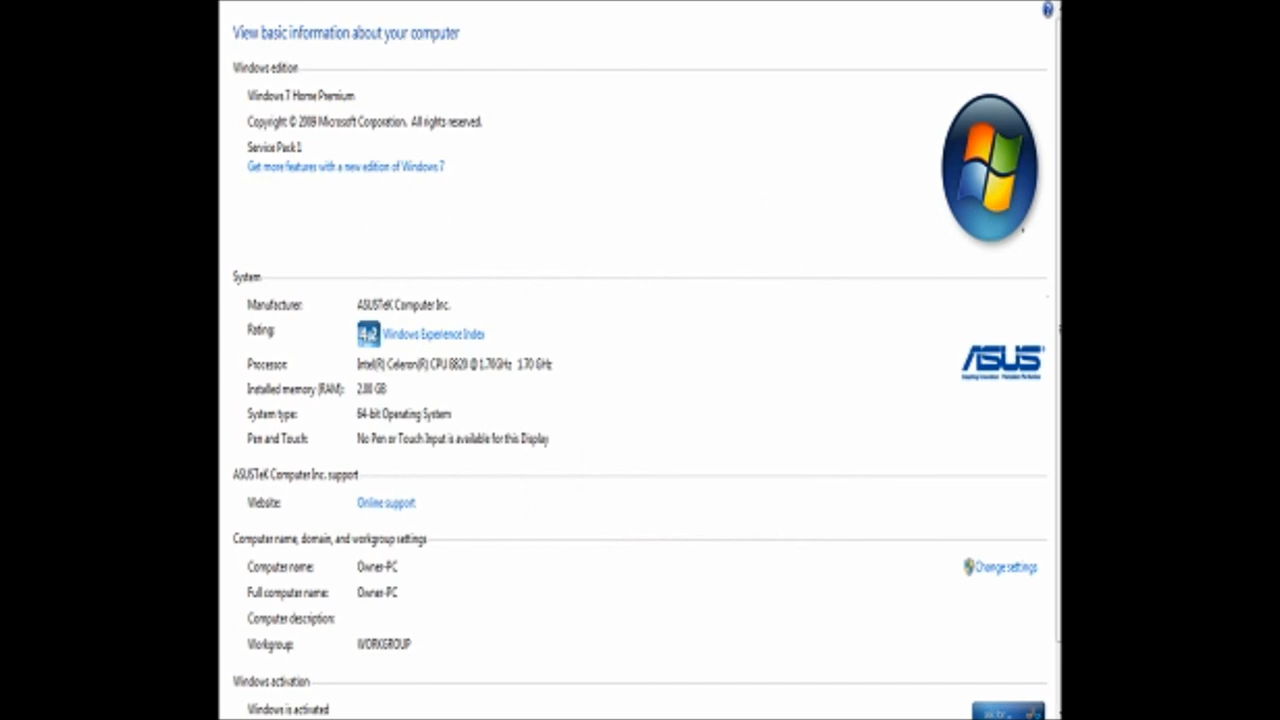 View basic information about your computer
Windows edition
Windows 7 Home Premium
Copyright © 2009 Microsoft Corporation. All rights reserved.
Service Pack 1
Get more features with a new edition of Windows 7
System
Manufacturer: ASUSTeK Computer Inc.
Rating: Windows Experience Index
Processor: Intel(R) Celeron(R) CPU B820 @ 1.70GHz 1.70 GHz
Installed memory (RAM): 2.00 GB
System type: 64-bit Operating System
Pen and Touch: No Pen or Touch Input is available for this Display
ASUS
ASUSTeK Computer Inc. support
Website: Online support
Computer name, domain, and workgroup settings
Computer name: Owner-PC
Change settings
Full computer name: Owner-PC
Computer description:
Workgroup: WORKGROUP
Windows activation
Windows is activated